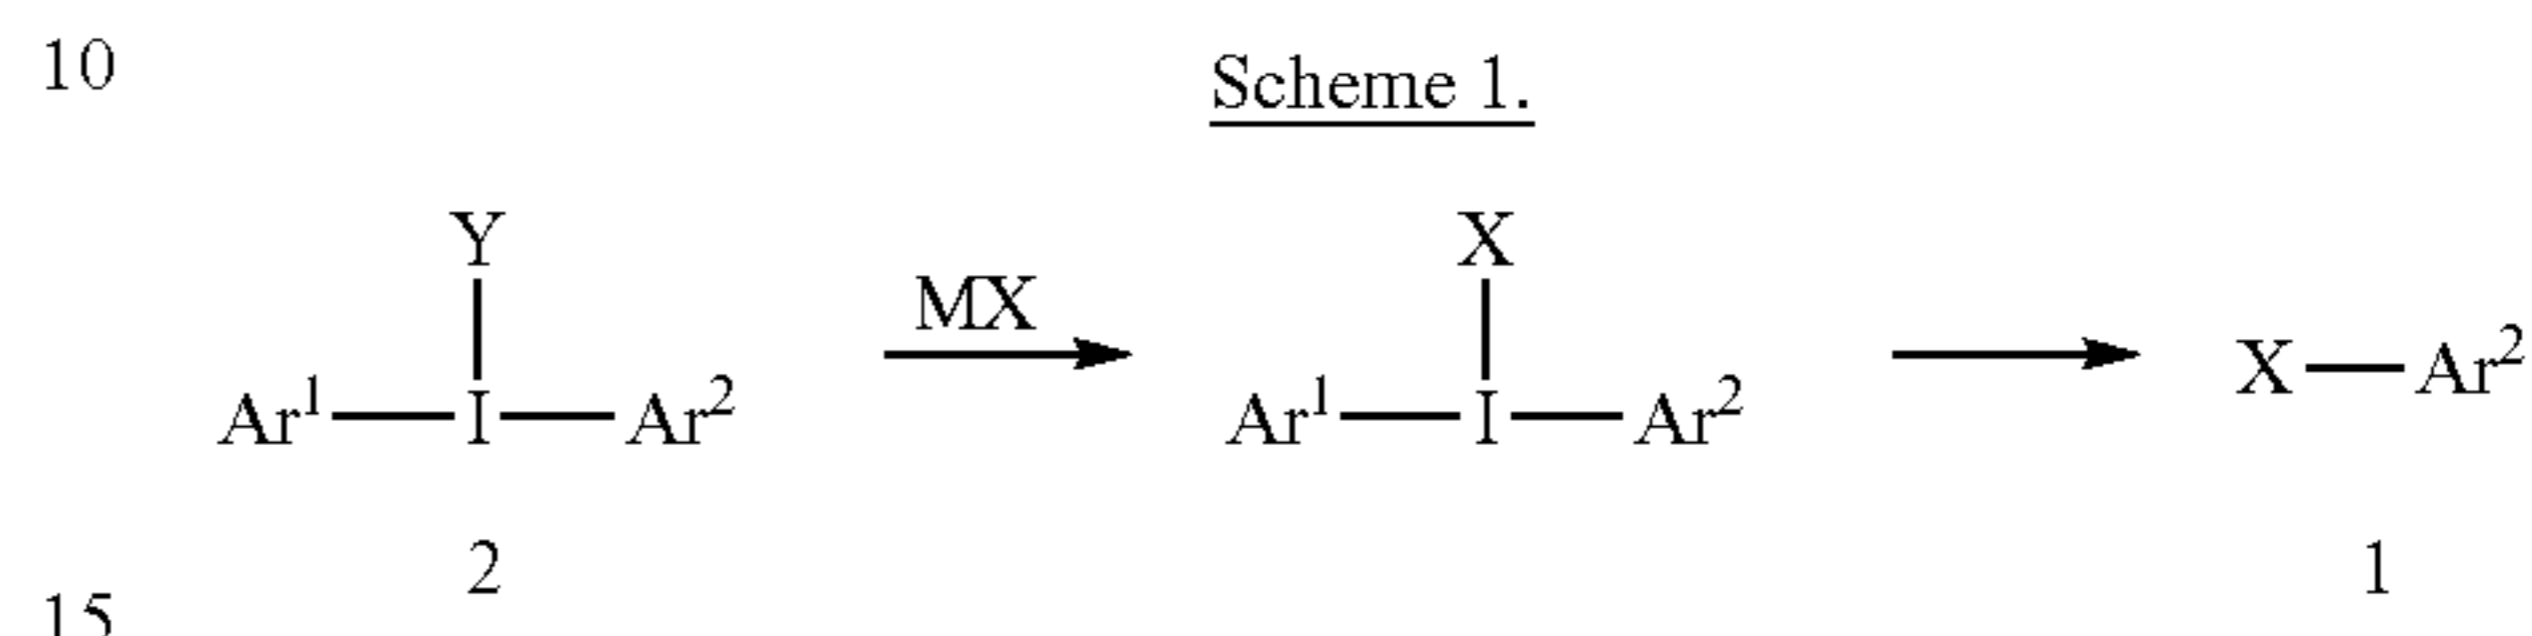 10
Scheme 1.
Y X
MX
Ar¹—I—Ar² Ar¹—I—Ar² X—Ar²
2 1
15